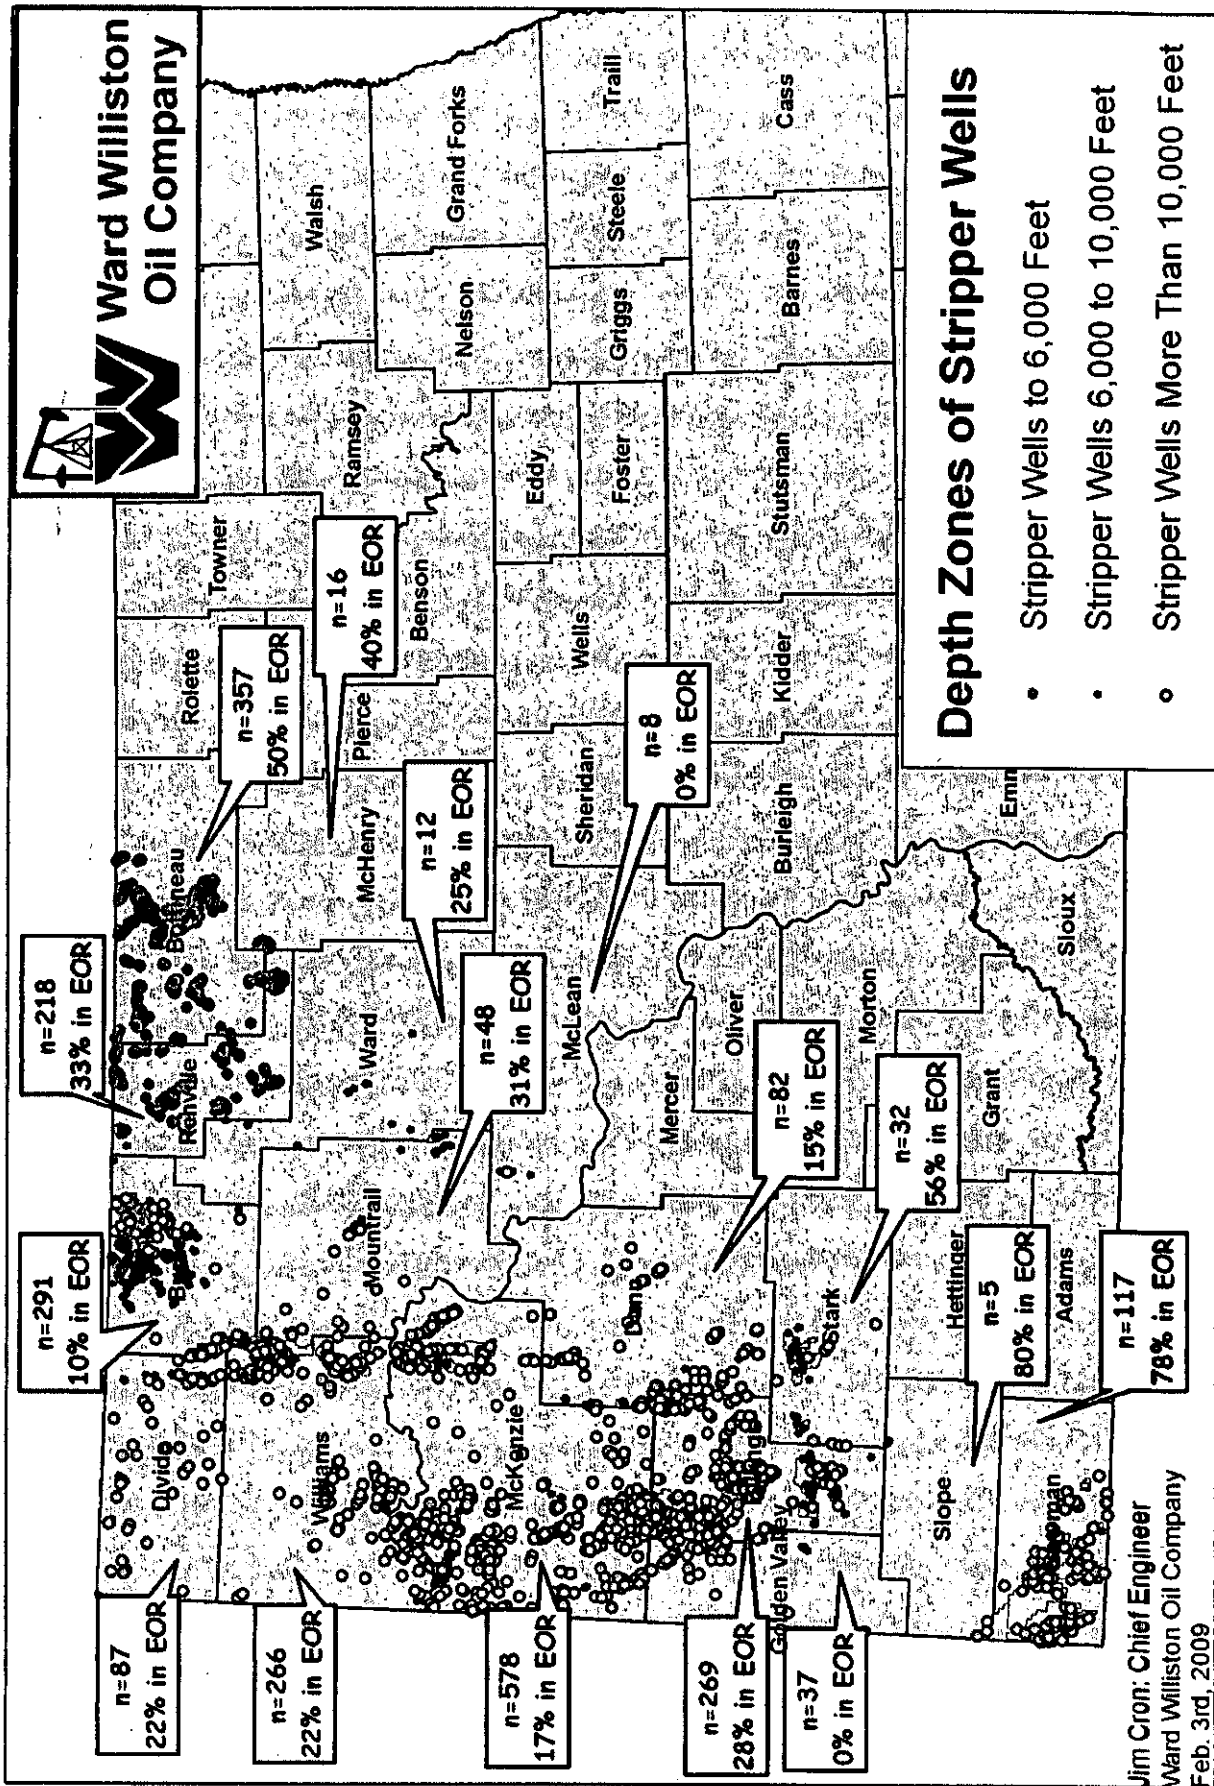 Ward Williston
Oil Company
n=291
10% in EOR
n=218
33% in EOR
n=87
22% in EOR
Divide
Renville
Rolette
Towner
n=357
50% in EOR
Walsh
n=266
22% in EOR
Williams
Mountrail
Ward
McHenry
Pierce
n=16
40% in EOR
Benson
Ramsey
Nelson
Grand Forks
n=12
25% in EOR
n=48
31% in EOR
n=578
17% in EOR
McKenzie
McLean
Sheridan
Wells
Eddy
Foster
Griggs
Steele
Traill
n=8
0% in EOR
Mercer
Oliver
Burleigh
Kidder
Stutsman
Barnes
Cass
n=269
28% in EOR
n=82
15% in EOR
Golden Valley
n=37
0% in EOR
Stark
n=32
56% in EOR
Morton
Slope
Hettinger
Grant
Sioux
Emn
n=5
80% in EOR
Adams
n=117
78% in EOR
Depth Zones of Stripper Wells
Stripper Wells to 6,000 Feet
Stripper Wells 6,000 to 10,000 Feet
Stripper Wells More Than 10,000 Feet
Jim Cron: Chief Engineer
Ward Williston Oil Company
Feb. 3rd, 2009